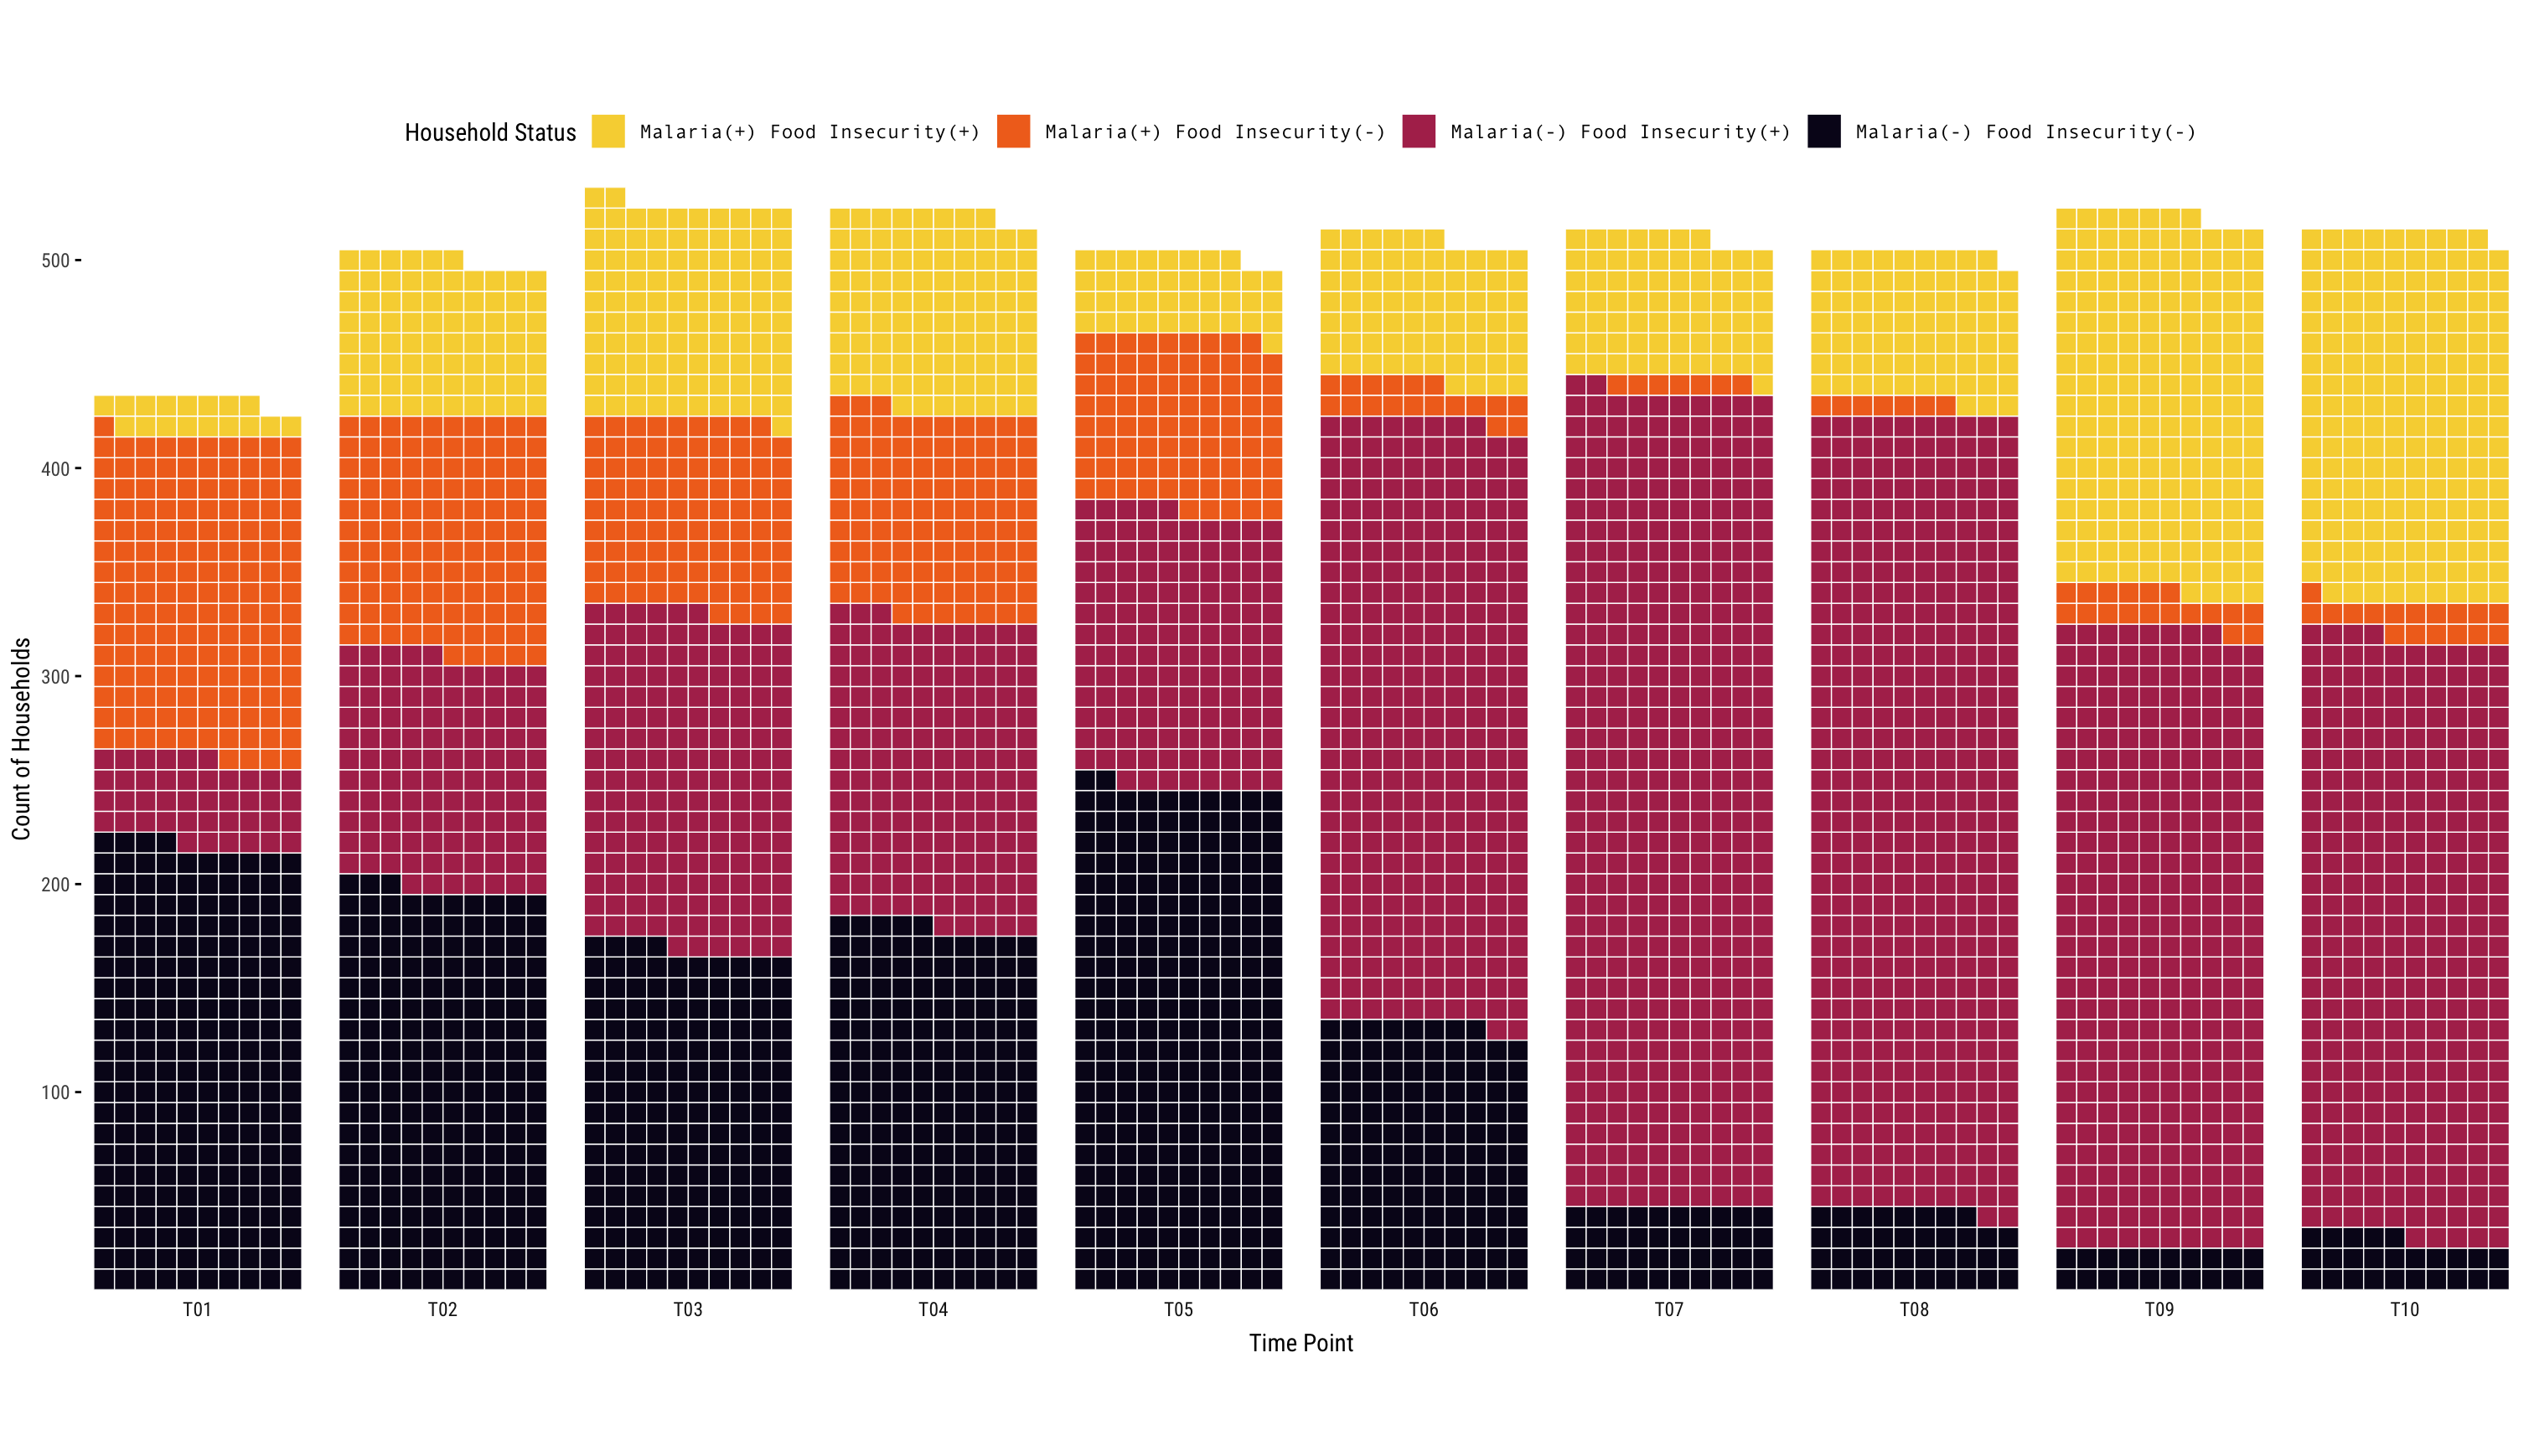 Household Status Malaria(+) Food Insecurity(+) Malaria(+) Food Insecurity(-) Malaria(-) Food Insecurity(+) Malaria(-) Food Insecurity(-)
Count of Households
500
400
300
200
100
T01 T02 T03 T04 T05 T06 T07 T08 T09 T10
Time Point